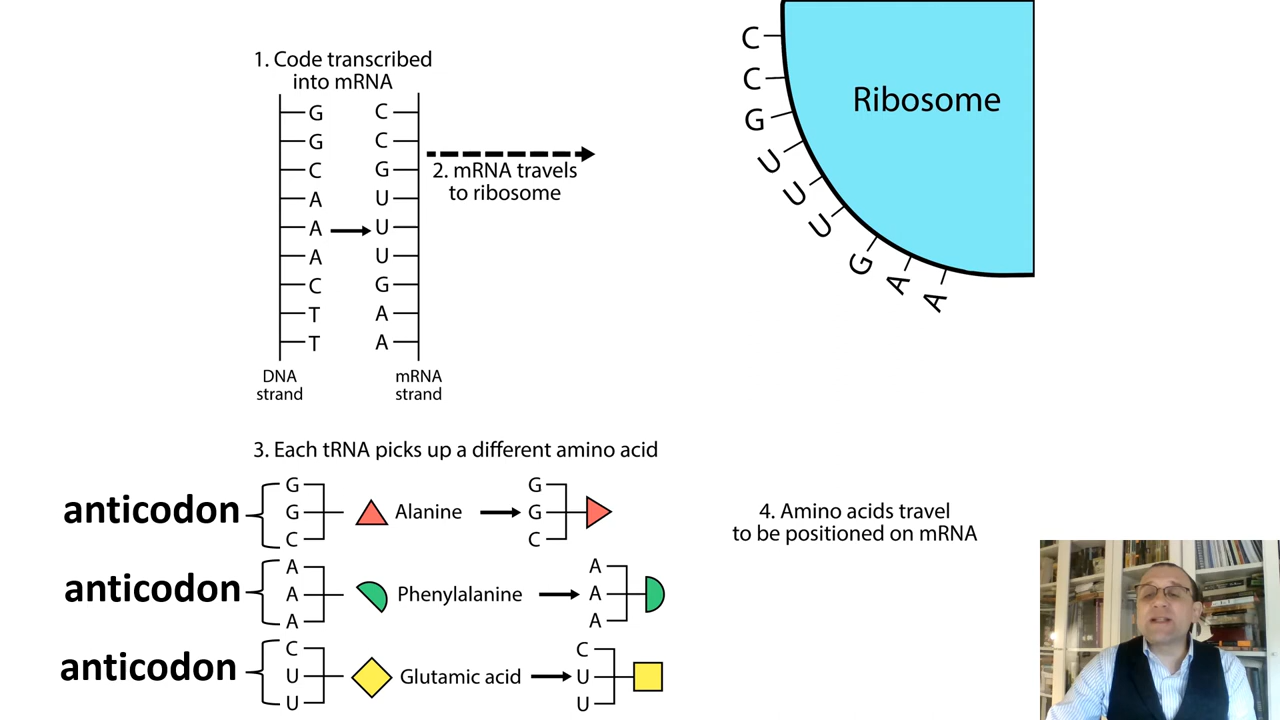 1. Code transcribed
into mRNA
G C
G C
C G
A U
A U
A U
C G
T A
T A
DNA
strand
mRNA
strand
2. mRNA travels
to ribosome
C
C
G
U
U
U
G
A
A
Ribosome
3. Each tRNA picks up a different amino acid
anticodon
G
G
C
Alanine
G
G
C
anticodon
A
A
A
Phenylalanine
A
A
A
anticodon
C
U
U
Glutamic acid
C
U
U
4. Amino acids travel
to be positioned on mRNA